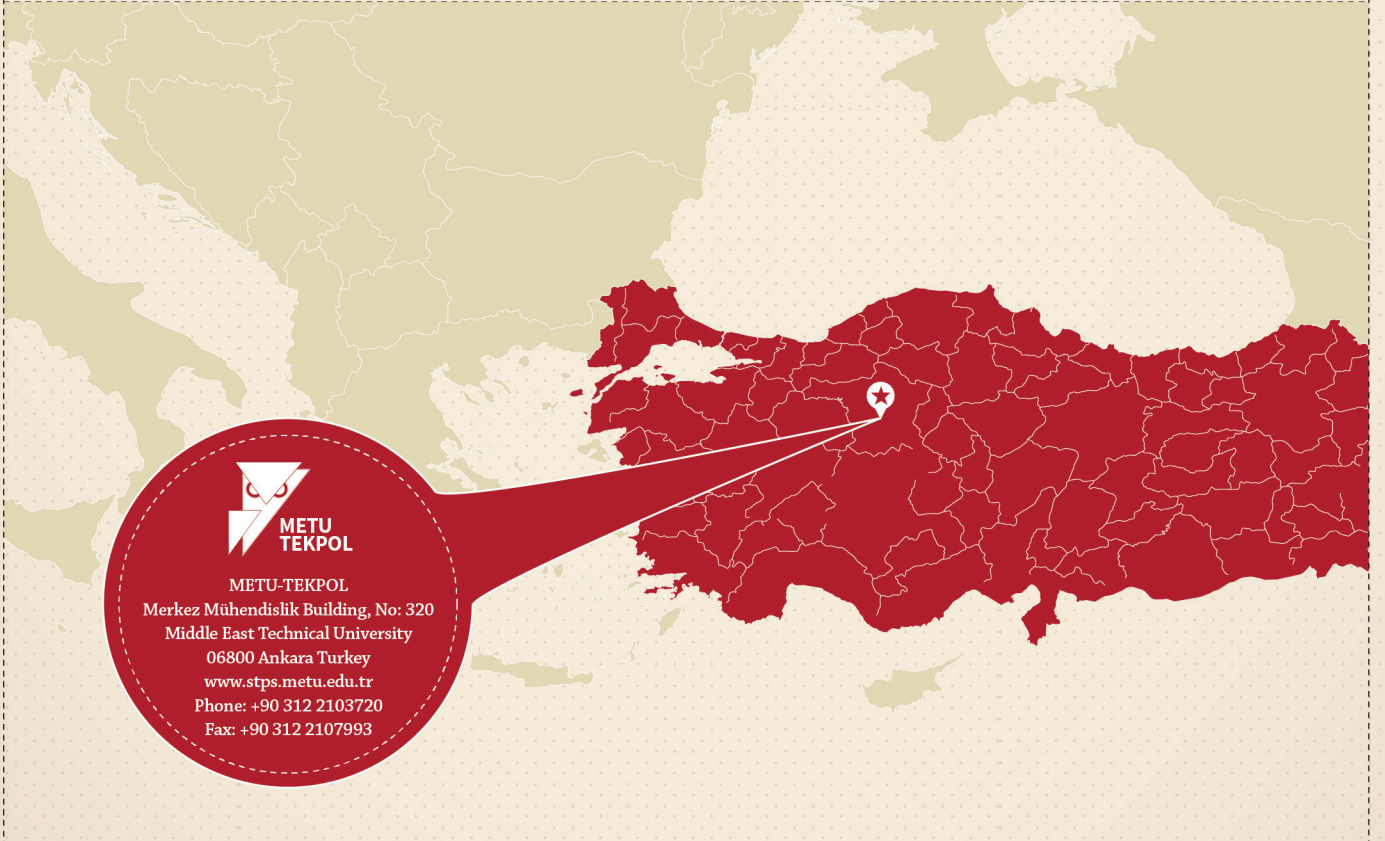 METU
TEKPOL
METU-TEKPOL
Merkez Mühendislik Building, No: 320
Middle East Technical University
06800 Ankara Turkey
www.stps.metu.edu.tr
Phone: +90 312 2103720
Fax: +90 312 2107993